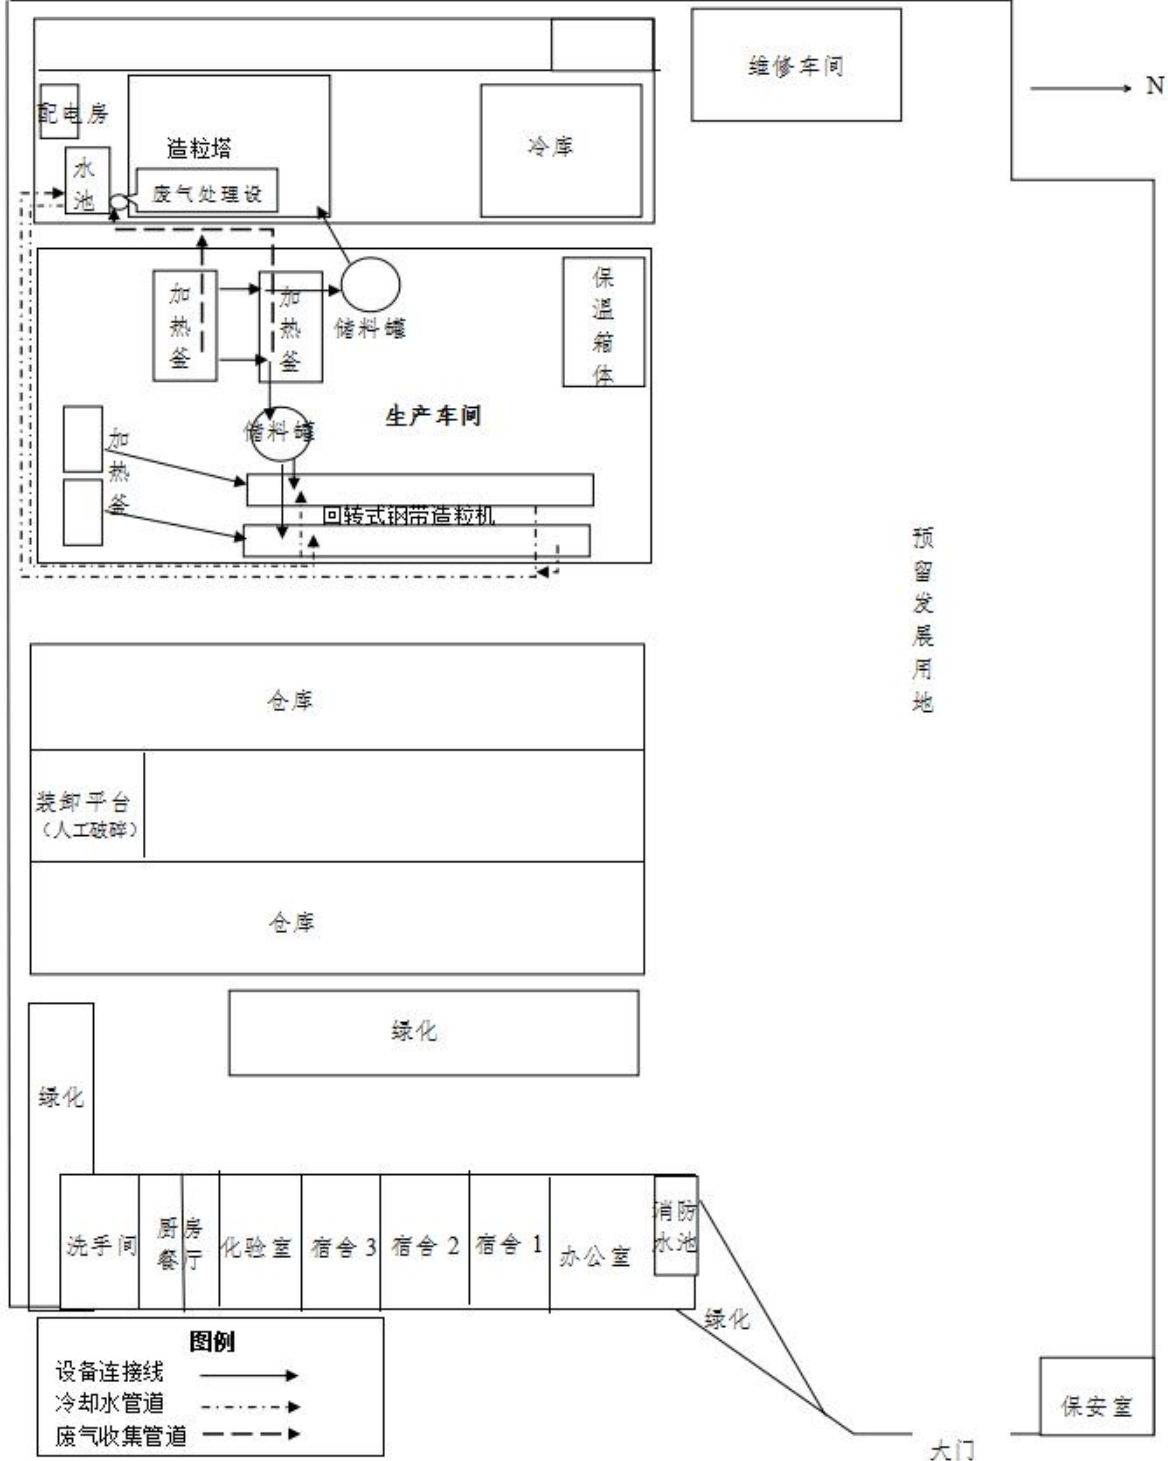 维修车间
N
配电房
造粒塔
冷库
水
池
废气处理设
加
热
釜
加
热
釜
储料罐
保
温
箱
体
生产车间
储料罐
加
热
釜
回转式钢带造粒机
预
留
发
展
用
地
仓库
装卸平台
（人工破碎）
仓库
绿化
绿化
洗手间
厨房
餐厅
化验室
宿舍3
宿舍2
宿舍1
办公室
消防
水池
绿化
图例
设备连接线
冷却水管道
废气收集管道
保安室
大门